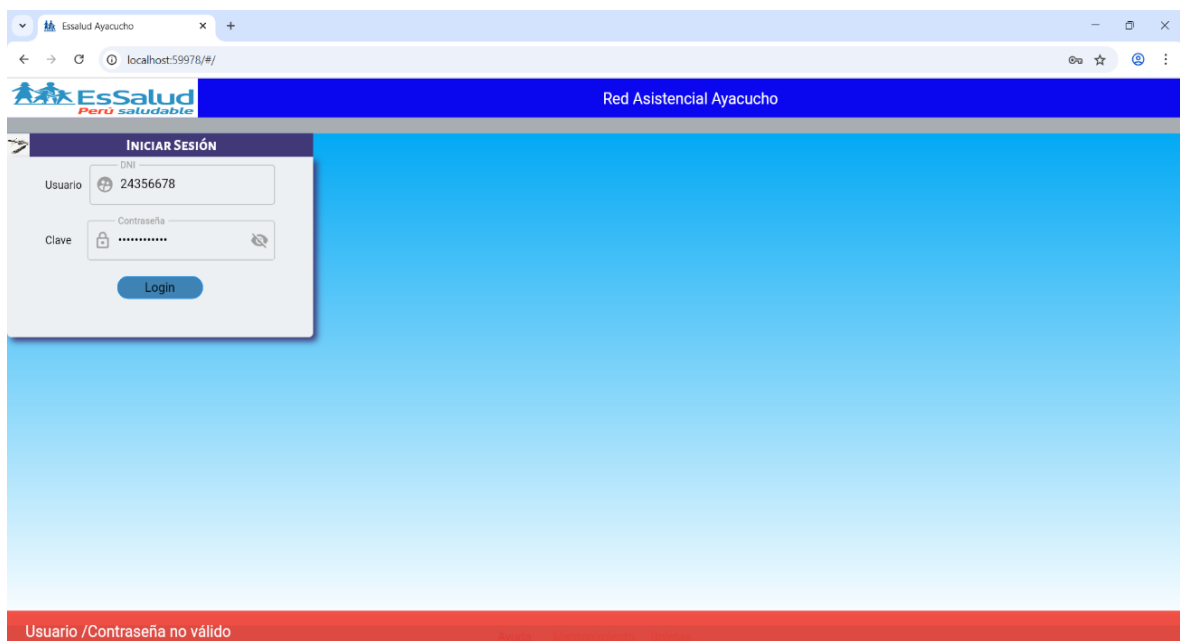 Essalud Ayacucho
localhost:59978/#/
EsSalud
Perú saludable
Red Asistencial Ayacucho
INICIAR SESIÓN
DNI
Usuario
24356678
Contraseña
Clave
••••••••••••
Login
Usuario /Contraseña no válido